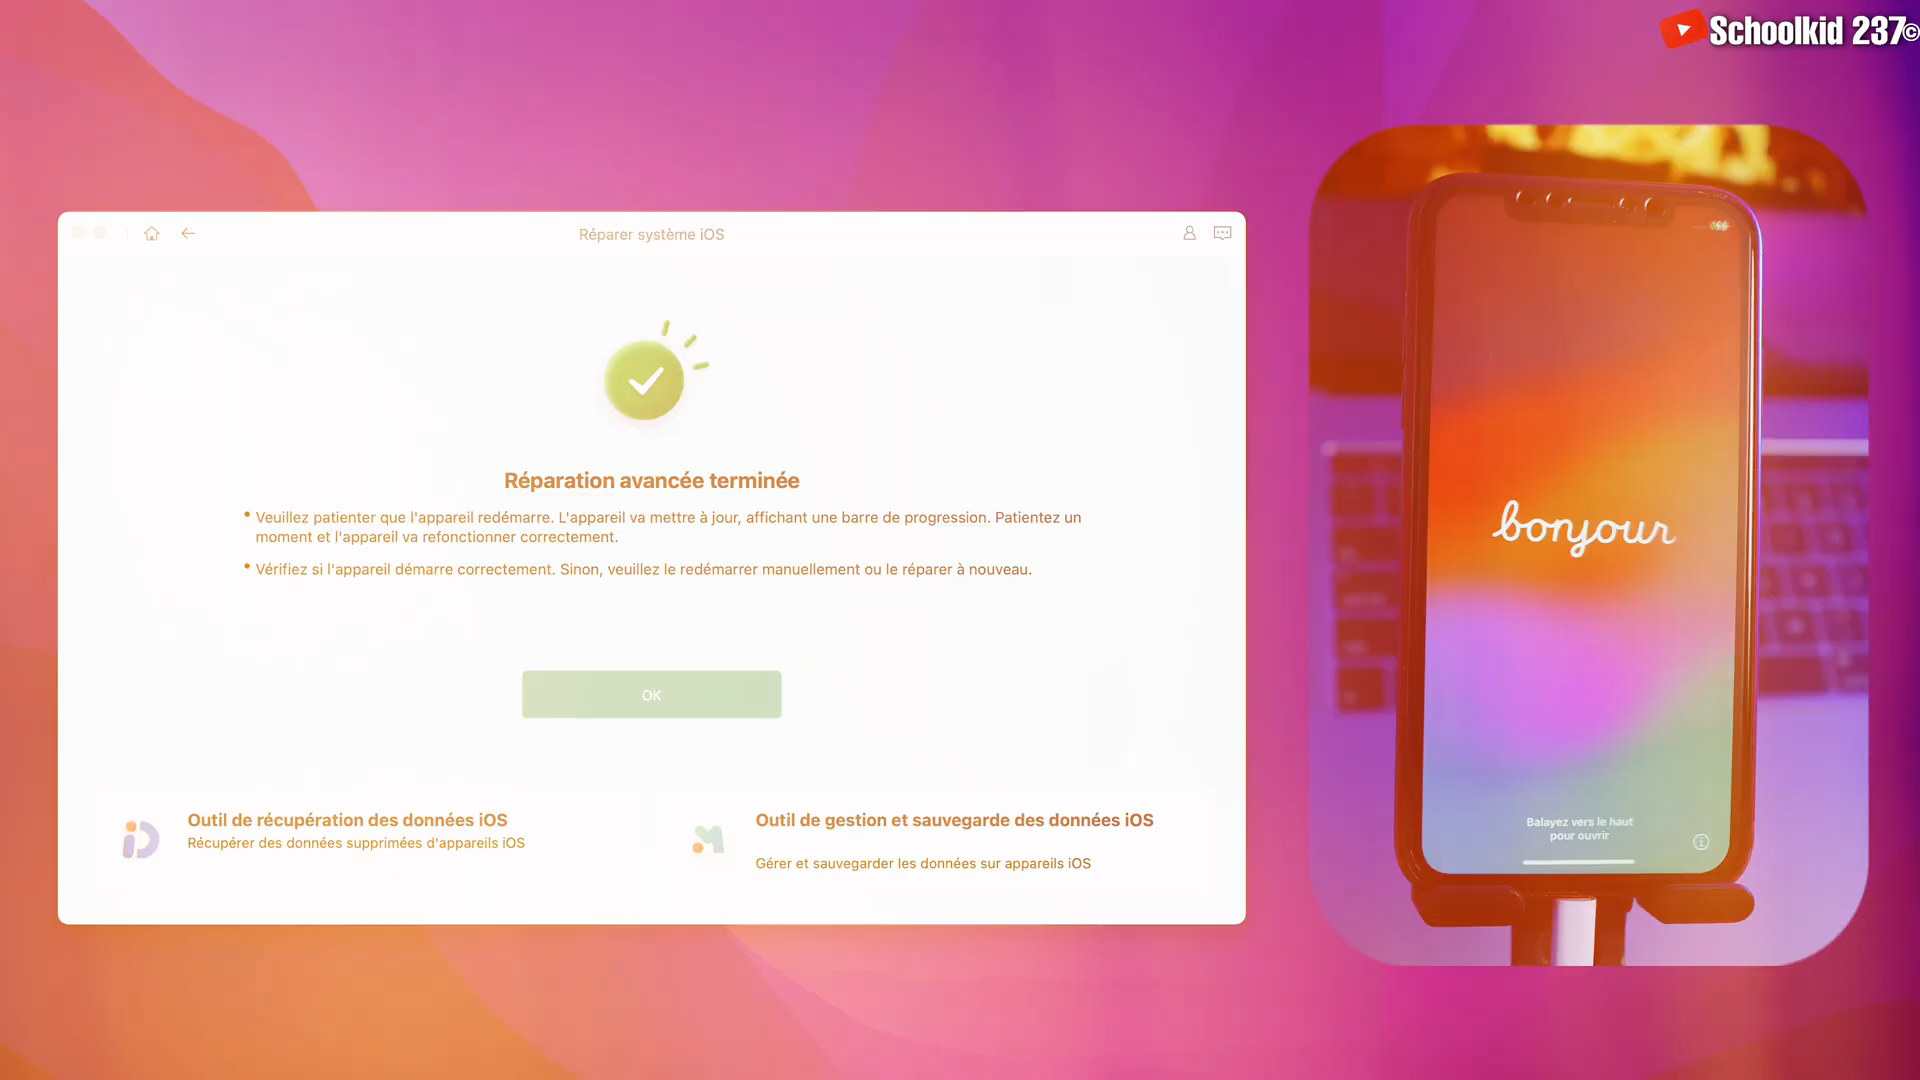 Schoolkid 237©
Réparer système iOS
Réparation avancée terminée
• Veuillez patienter que l'appareil redémarre. L'appareil va mettre à jour, affichant une barre de progression. Patientez un
moment et l'appareil va refonctionner correctement.
• Vérifiez si l'appareil démarre correctement. Sinon, veuillez le redémarrer manuellement ou le réparer à nouveau.
OK
Outil de récupération des données iOS
Récupérer des données supprimées d'appareils iOS
Outil de gestion et sauvegarde des données iOS
Gérer et sauvegarder les données sur appareils iOS
bonjour
Balayez vers le haut
pour ouvrir